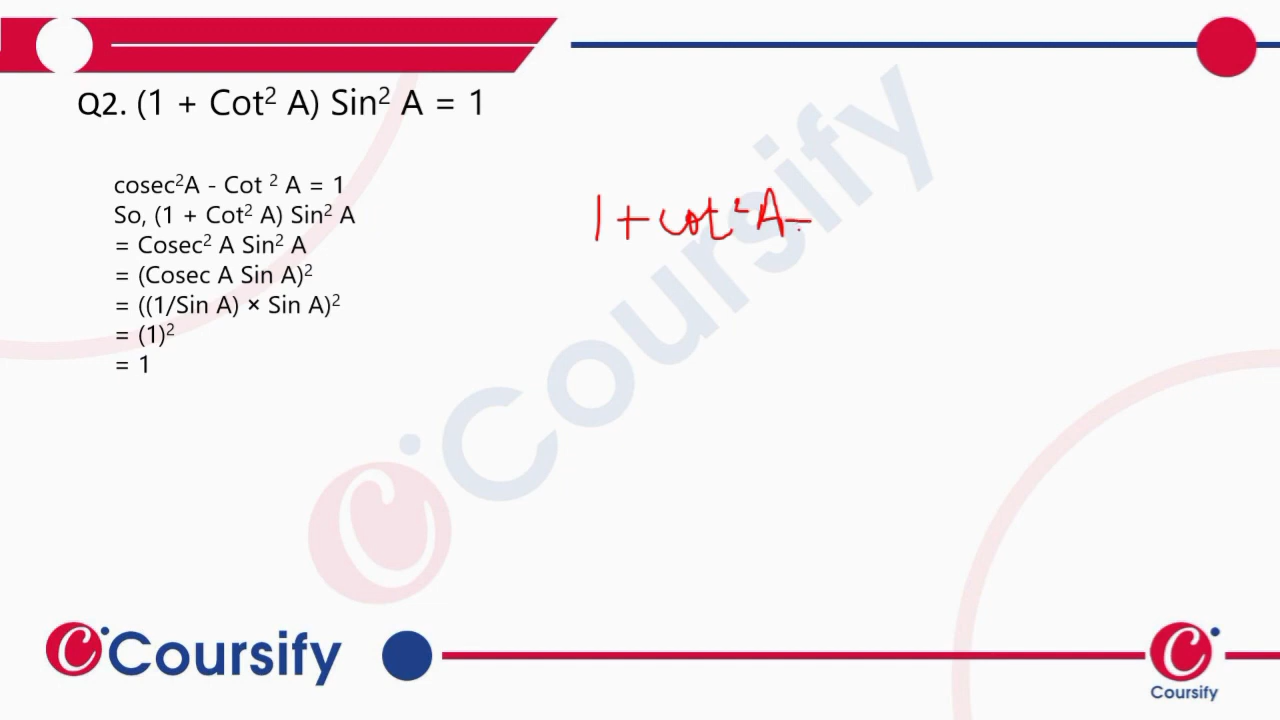 Q2. (1 + Cot² A) Sin² A = 1
cosec²A - Cot ² A = 1
So, (1 + Cot² A) Sin² A
= Cosec² A Sin² A
= (Cosec A Sin A)²
= ((1/Sin A) × Sin A)²
= (1)²
= 1
1 + cot²A =
Coursify
Coursify
Coursify